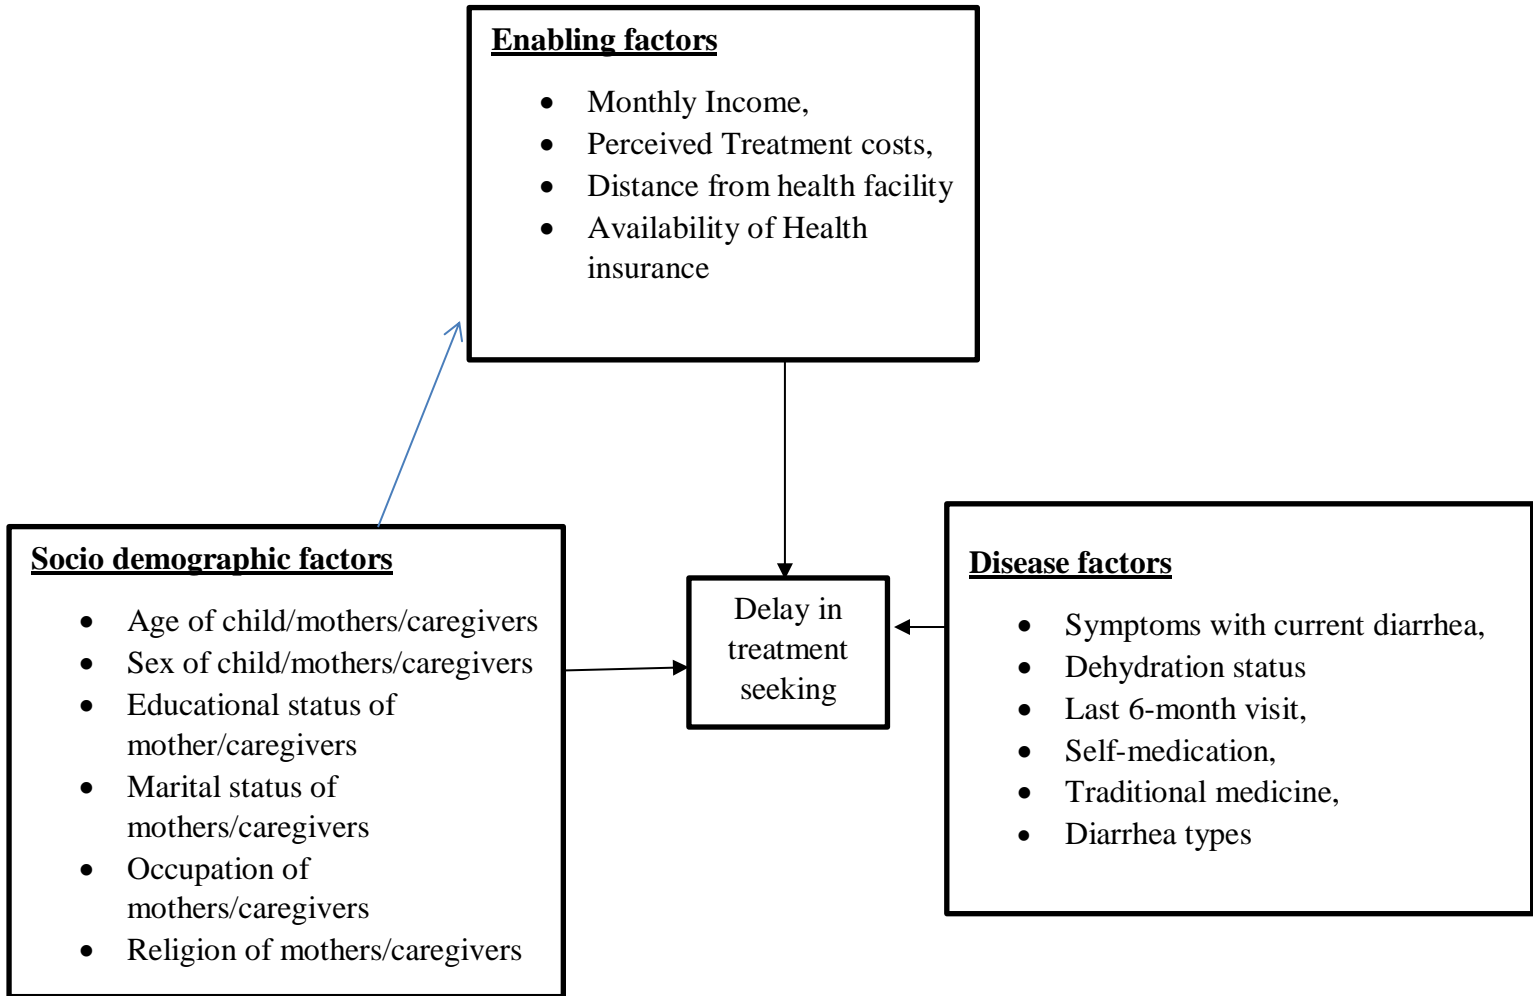 Enabling factors
• Monthly Income,
• Perceived Treatment costs,
• Distance from health facility
• Availability of Health
insurance
Socio demographic factors
• Age of child/mothers/caregivers
• Sex of child/mothers/caregivers
• Educational status of
mother/caregivers
• Marital status of
mothers/caregivers
• Occupation of
mothers/caregivers
• Religion of mothers/caregivers
Delay in
treatment
seeking
Disease factors
• Symptoms with current diarrhea,
• Dehydration status
• Last 6-month visit,
• Self-medication,
• Traditional medicine,
• Diarrhea types